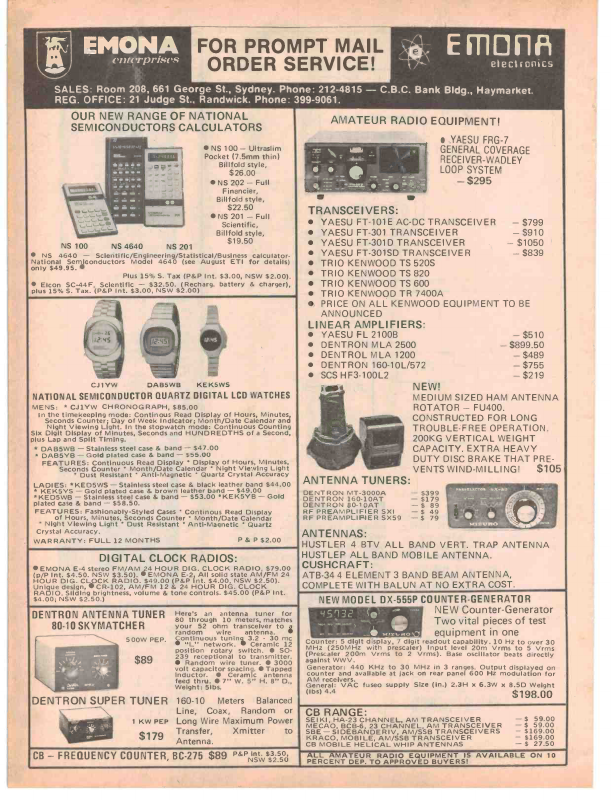 EMONA
enterprises
FOR PROMPT MAIL
ORDER SERVICE!
EMONA
electronics
SALES: Room 208, 661 George St., Sydney. Phone: 212-4815 — C.B.C. Bank Bldg., Haymarket.
REG. OFFICE: 21 Judge St., Randwick. Phone: 399-9061.
OUR NEW RANGE OF NATIONAL
SEMICONDUCTORS CALCULATORS
● NS 100 — Ultraslim
Pocket (7.5mm thin)
Billfold style,
$26.00
● NS 202 — Full
Financier,
Billfold style,
$22.50
● NS 201 — Full
Scientific,
Billfold style,
$19.50
NS 100 NS 4640 NS 201
● NS 4640 — Scientific/Engineering/Statistical/Business calculator-
National Semiconductors Model 4640 (see August ETI for details)
only $49.95. ●
Plus 15% S. Tax (P&P Int. $3.00, NSW $2.00).
● Elcon SC-44F, Scientific — $32.50. (Recharg. battery & charger),
plus 15% S. Tax. (P&P Int. $3.00, NSW $2.00)
CJ1YW DAB5WB KEK5WS
NATIONAL SEMICONDUCTOR QUARTZ DIGITAL LCD WATCHES
MENS: * CJ1YW CHRONOGRAPH, $85.00
In the timekeeping mode: Continous Read Display of Hours, Minutes,
Seconds Counter; Day of Week Indicator; Month/Date Calendar and
Night Viewing Light. In the stopwatch mode: Continuous Counting
Six Digit Display of Minutes, Seconds and HUNDREDTHS of a Second,
plus Lap and Split Timing.
* DAB5WB — Stainless steel case & band — $47.00
* DAB5YB — Gold plated case & band — $55.00
FEATURES: Continuous Read Display * Display of Hours, Minutes,
Seconds Counter * Month/Date Calendar * Night Viewing Light
* Dust Resistant * Anti-Magnetic * Quartz Crystal Accuracy
LADIES: *KED5WS — Stainless steel case & black leather band $44.00
* KEK5YS — Gold plated case & brown leather band — $49.00
*KED5WB — Stainless steel case & band — $53.00 *KEK5YB — Gold
plated case & band — $58.50.
FEATURES: Fashionably-Styled Cases * Continous Read Display
of Hours, Minutes, Seconds Counter * Month/Date Calendar
* Night Viewing Light * Dust Resistant * Anti-Magnetic * Quartz
Crystal Accuracy.
WARRANTY: FULL 12 MONTHS P & P $2.00
DIGITAL CLOCK RADIOS:
●EMONA E-4 stereo FM/AM 24 HOUR DIG. CLOCK RADIO, $79.00
(p/P Int. $4.50, NSW $3.50). ●EMONA E-2, All solid state AM/FM 24
HOUR DIG. CLOCK RADIO. $49.00 (P&P Int. $4.00, NSW $2.50).
Unique design. ● CR-102, AM/FM 12 & 24 HOUR DIG. CLOCK
RADIO. Sliding brightness, volume & tone controls. $45.00 (P&P Int.
$4.00, NSW $2.50)
DENTRON ANTENNA TUNER
80-10 SKYMATCHER
500W PEP.
$89
Here's an antenna tuner for
80 through 10 meters, matches
your 52 ohm transceiver to a
random wire antenna. ●
Continuous tuning 3.2 - 30 mc
● "L" network. ● Ceramic 12
position rotary switch. ● SO-
239 receptical to transmitter.
● Random wire tuner. ● 3000
volt capacitor spacing. ● Tapped
Inductor. ● Ceramic antenna
feed thru. ● 7" W. 5" H. 8" D.,
Weight: 5lbs.
DENTRON SUPER TUNER
1 KW PEP
$179
160-10 Meters Balanced
Line, Coax, Random or
Long Wire Maximum Power
Transfer, Xmitter to
Antenna.
CB — FREQUENCY COUNTER, BC-275 $89 P&P Int. $3.50,
NSW $2.50
AMATEUR RADIO EQUIPMENT!
● .YAESU FRG-7
GENERAL COVERAGE
RECEIVER-WADLEY
LOOP SYSTEM
— $295
TRANSCEIVERS:
● YAESU FT-101E AC-DC TRANSCEIVER — $799
● YAESU FT-301 TRANSCEIVER — $910
● YAESU FT-301D TRANSCEIVER — $1050
● YAESU FT-301SD TRANSCEIVER — $839
● TRIO KENWOOD TS 520S
● TRIO KENWOOD TS 820
● TRIO KENWOOD TS 600
● TRIO KENWOOD TR 7400A
● PRICE ON ALL KENWOOD EQUIPMENT TO BE
ANNOUNCED
LINEAR AMPLIFIERS:
● YAESU FL 2100B — $510
● DENTRON MLA 2500 — $899.50
● DENTROL MLA 1200 — $489
● DENTRON 160-10L/572 — $755
● SCS HF3-100L2 — $219
NEW!
MEDIUM SIZED HAM ANTENNA
ROTATOR — FU400.
CONSTRUCTED FOR LONG
TROUBLE-FREE OPERATION.
200KG VERTICAL WEIGHT
CAPACITY. EXTRA HEAVY
DUTY DISC BRAKE THAT PRE-
VENTS WIND-MILLING! $105
ANTENNA TUNERS:
DENTRON MT-3000A — $399
DENTRON 160-10AT — $179
DENTRON 80-10AT — $ 89
RF PREAMPLIFIER SXI — $ 49
RF PREAMPLIFIER SX59 — $ 79
ANTENNAS:
HUSTLER 4 BTV ALL BAND VERT. TRAP ANTENNA
HUSTLEP ALL BAND MOBILE ANTENNA.
CUSHCRAFT:
ATB-34 4 ELEMENT 3 BAND BEAM ANTENNA,
COMPLETE WITH BALUN AT NO EXTRA COST.
NEW MODEL DX-555P COUNTER-GENERATOR
NEW Counter-Generator
Two vital pieces of test
equipment in one
Counter: 5 digit display, 7 digit readout capability. 10 Hz to over 30
MHz (250MHz with prescaler) Input level 20m Vrms to 5 Vrms
(Prescaler 200m Vrms to 2 Vrms). Base oscillator beats directly
against WWV.
Generator: 440 KHz to 30 MHz in 3 ranges. Output displayed on
counter and available at jack on rear panel 600 Hz modulation for
AM receivers.
General: VAC fuseo supply Size (in.) 2.3H x 6.3W x 8.5D Weight
(lbs) 4.4
$198.00
CB RANGE:
SEIKI, HA-23 CHANNEL, AM TRANSCEIVER — $ 59.00
MECAO, BCB-6, 23 CHANNEL, AM TRANSCEIVER — $ 59.00
SBE — SIDEBANDERIV, AM/SSB TRANSCEIVERS — $169.00
KRACO, MOBILE, AM/SSB TRANSCEIVER — $169.00
CB MOBILE HELICAL WHIP ANTENNAS — $ 27.50
ALL AMATEUR RADIO EQUIPMENT IS AVAILABLE ON 10
PERCENT DEP. TO APPROVED BUYERS!